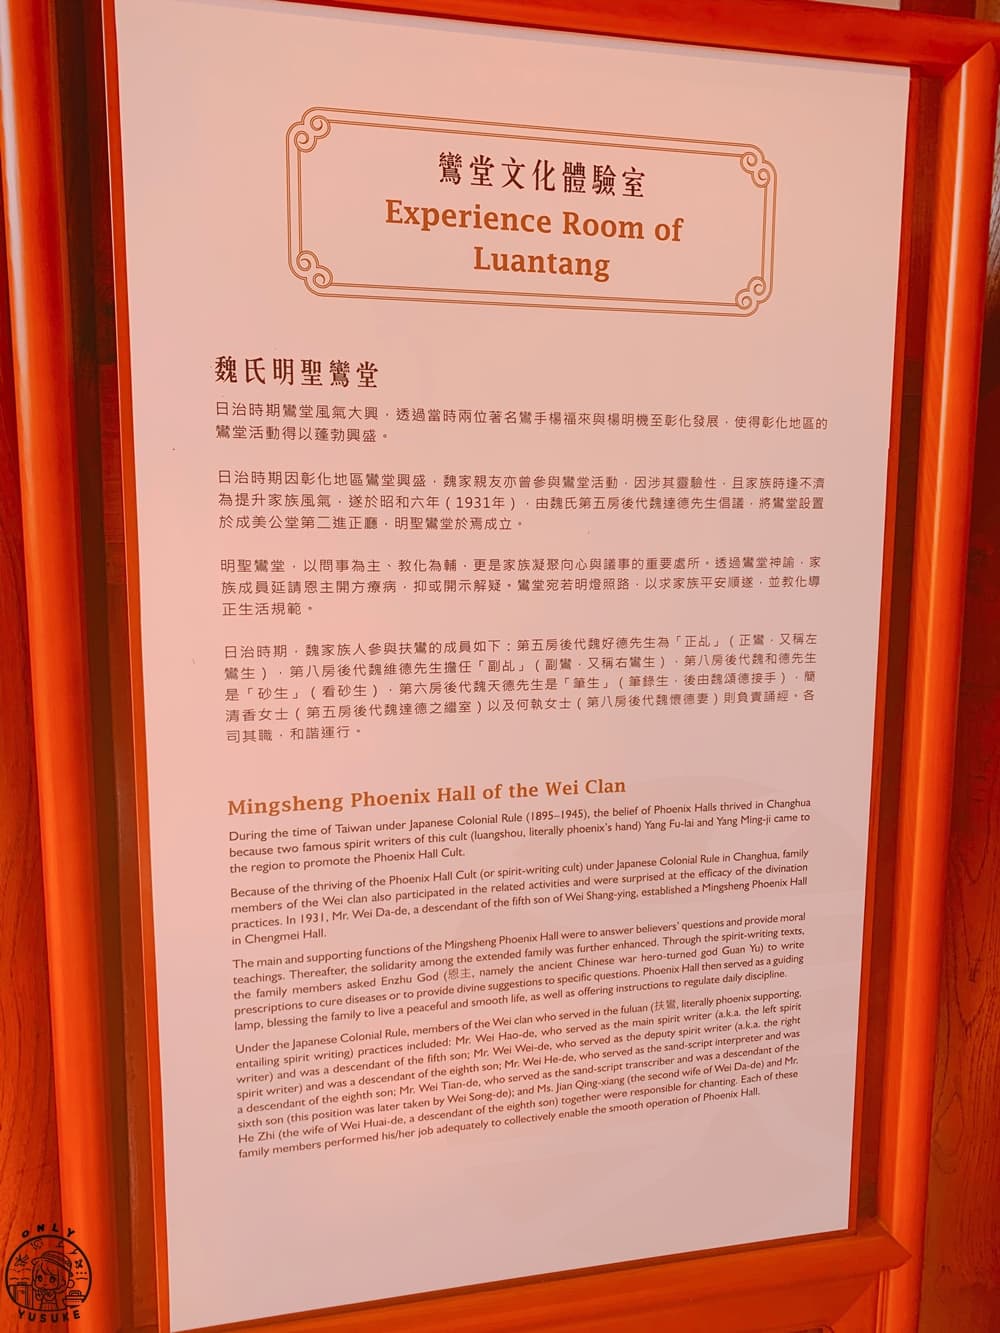 鸞堂文化體驗室
Experience Room of
Luantang
魏氏明聖鸞堂
日治時期鸞堂風氣大興，透過當時兩位著名鸞手楊福來與楊明機至彰化發展，使得彰化地區的
鸞堂活動得以蓬勃興盛。
日治時期因彰化地區鸞堂興盛，魏家親友亦曾參與鸞堂活動，因涉其靈驗性，且家族時逢不濟
為提升家族風氣，遂於昭和六年（1931年），由魏氏第五房後代魏達德先生倡議，將鸞堂設置
於成美公堂第二進正廳，明聖鸞堂於焉成立。
明聖鸞堂，以問事為主、教化為輔，更是家族凝聚向心與議事的重要處所。透過鸞堂神諭，家
族成員延請恩主開方療病，抑或開示解疑。鸞堂宛若明燈照路，以求家族平安順遂，並教化導
正生活規範。
日治時期，魏家族人參與扶鸞的成員如下：第五房後代魏好德先生為「正乩」（正鸞，又稱左
鸞生），第八房後代魏維德先生擔任「副乩」（副鸞，又稱右鸞生），第八房後代魏和德先生
是「砂生」（看砂生），第六房後代魏天德先生是「筆生」（筆錄生，後由魏頌德接手），簡
清香女士（第五房後代魏達德之繼室）以及何執女士（第八房後代魏懷德妻）則負責誦經。各
司其職，和諧運行。
Mingsheng Phoenix Hall of the Wei Clan
During the time of Taiwan under Japanese Colonial Rule (1895–1945), the belief of Phoenix Halls thrived in Changhua
because two famous spirit writers of this cult (luangshou, literally phoenix's hand) Yang Fu-lai and Yang Ming-ji came to
the region to promote the Phoenix Hall Cult.
Because of the thriving of the Phoenix Hall Cult (or spirit-writing cult) under Japanese Colonial Rule in Changhua, family
members of the Wei clan also participated in the related activities and were surprised at the efficacy of the divination
practices. In 1931, Mr. Wei Da-de, a descendant of the fifth son of Wei Shang-ying, established a Mingsheng Phoenix Hall
in Chengmei Hall.
The main and supporting functions of the Mingsheng Phoenix Hall were to answer believers' questions and provide moral
teachings. Thereafter, the solidarity among the extended family was further enhanced. Through the spirit-writing texts,
the family members asked Enzhu God (恩主, namely the ancient Chinese war hero-turned god Guan Yu) to write
prescriptions to cure diseases or to provide divine suggestions to specific questions. Phoenix Hall then served as a guiding
lamp, blessing the family to live a peaceful and smooth life, as well as offering instructions to regulate daily discipline.
Under the Japanese Colonial Rule, members of the Wei clan who served in the fuluan (扶鸞, literally phoenix supporting,
entailing spirit writing) practices included: Mr. Wei Hao-de, who served as the main spirit writer (a.k.a. the left spirit
writer) and was a descendant of the fifth son; Mr. Wei Wei-de, who served as the deputy spirit writer (a.k.a. the right
spirit writer) and was a descendant of the eighth son; Mr. Wei He-de, who served as the sand-script interpreter and was
a descendant of the eighth son; Mr. Wei Tian-de, who served as the sand-script transcriber and was a descendant of the
sixth son (this position was later taken by Wei Song-de); and Ms. Jian Qing-xiang (the second wife of Wei Da-de) and Mr.
He Zhi (the wife of Wei Huai-de, a descendant of the eighth son) together were responsible for chanting. Each of these
family members performed his/her job adequately to collectively enable the smooth operation of Phoenix Hall.
ONLY
YUSUKE